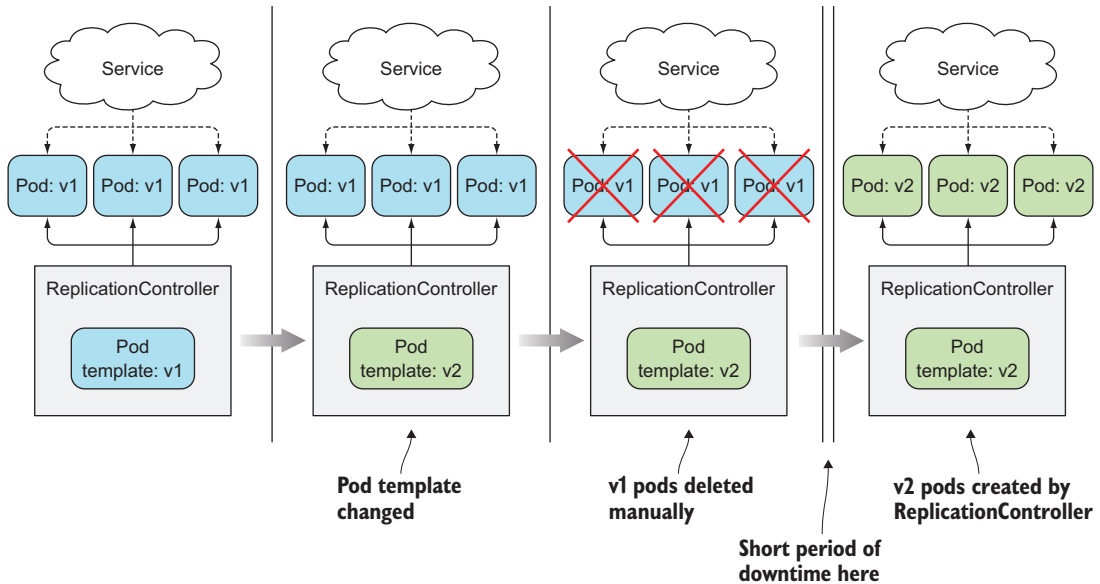 Service
Service
Service
Service
Pod: v1
Pod: v1
Pod: v1
Pod: v1
Pod: v1
Pod: v1
Pod: v1
Pod: v1
Pod: v1
Pod: v2
Pod: v2
Pod: v2
ReplicationController
ReplicationController
ReplicationController
ReplicationController
Pod
template: v1
Pod
template: v2
Pod
template: v2
Pod
template: v2
Pod template
changed
v1 pods deleted
manually
v2 pods created by
ReplicationController
Short period of
downtime here